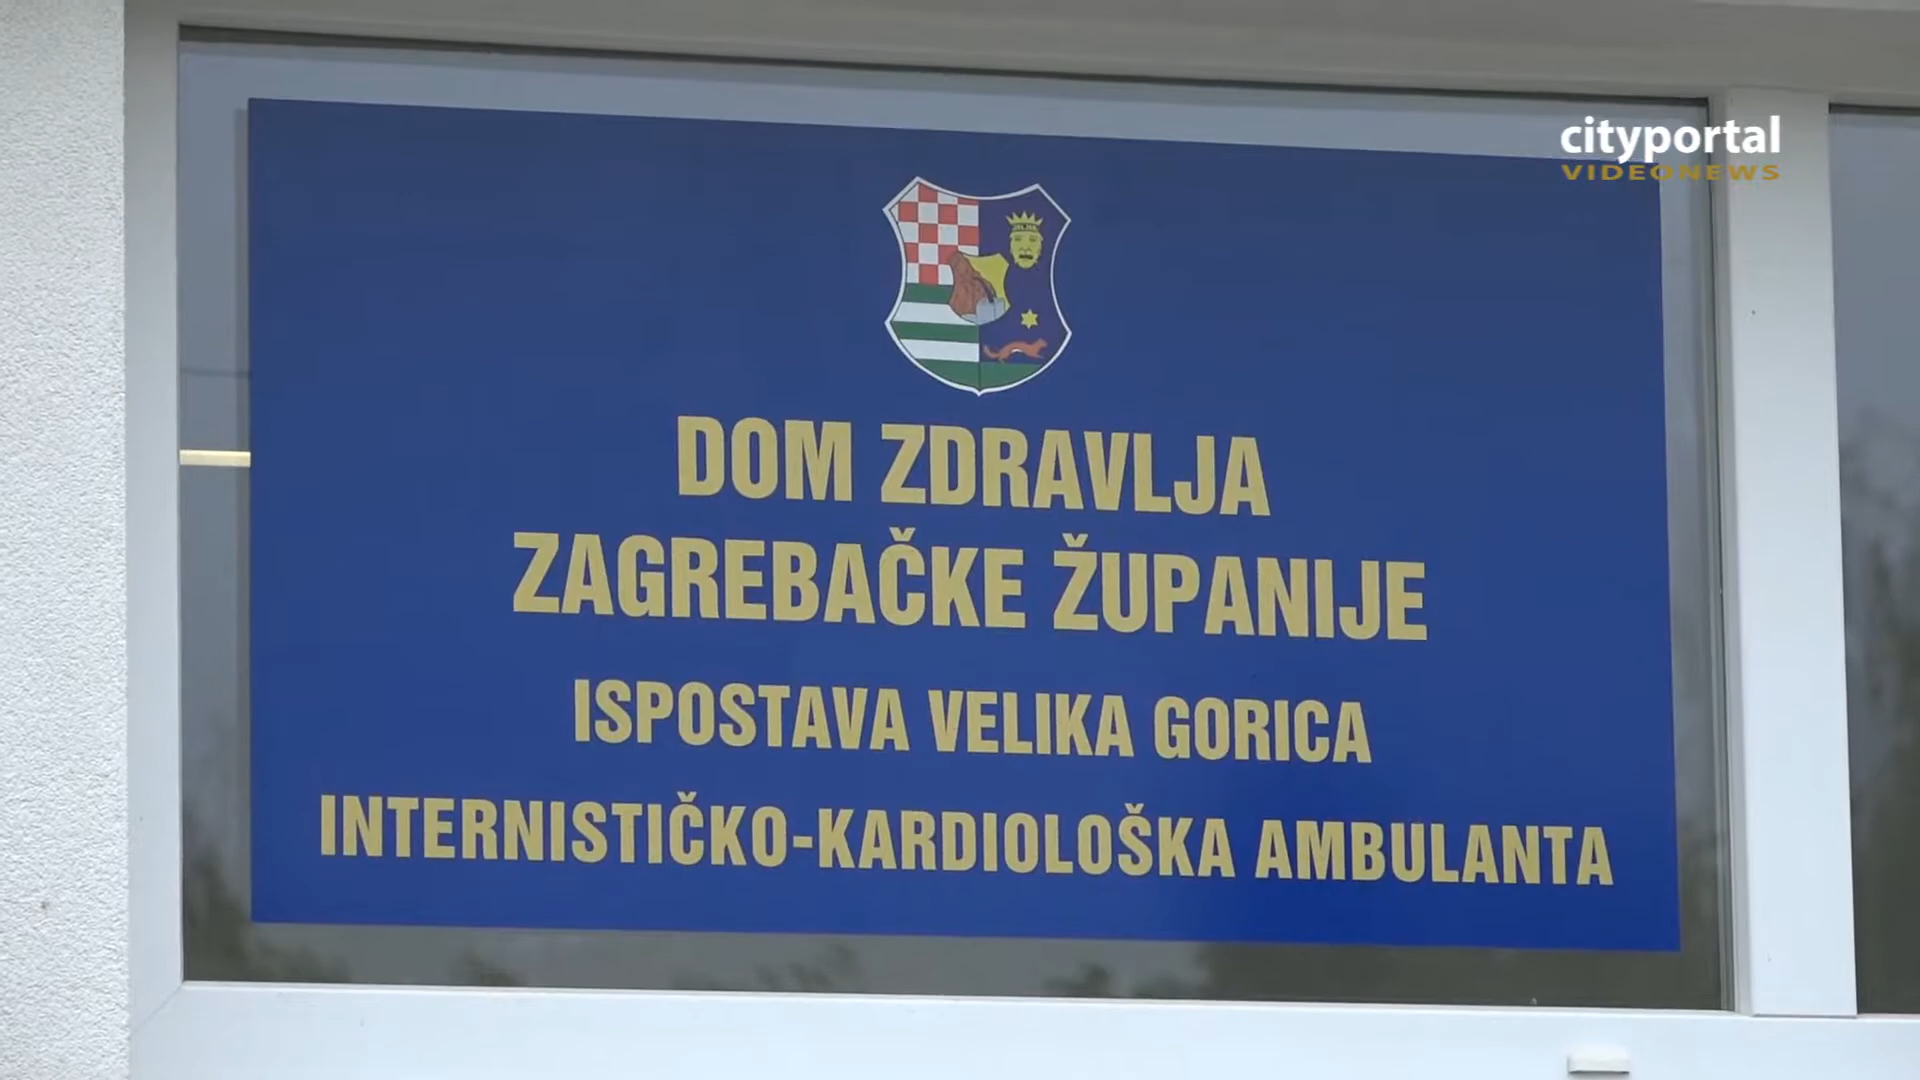 cityportal
VIDEONEWS
DOM ZDRAVLJA
ZAGREBAČKE ŽUPANIJE
ISPOSTAVA VELIKA GORICA
INTERNISTIČKO-KARDIOLOŠKA AMBULANTA